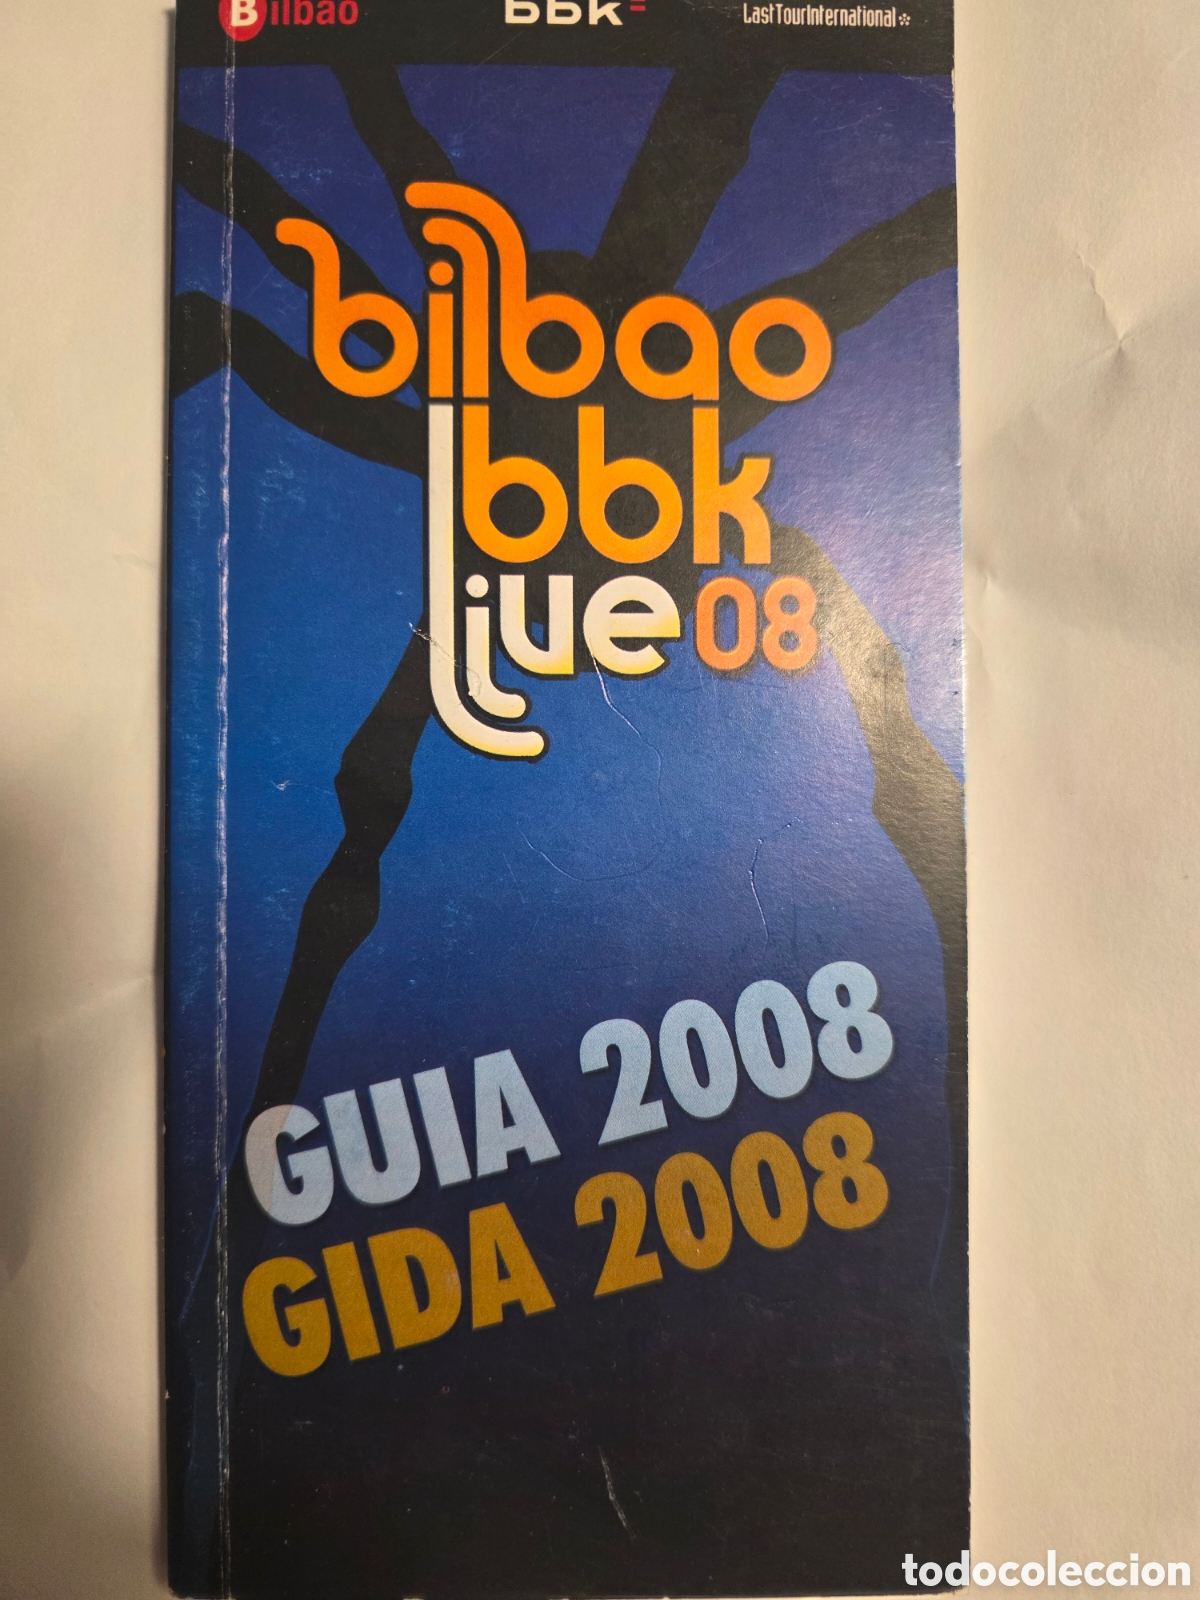 Bilbao
bbk=
LastTourInternational*
bilbao
bbk
live 08
GUIA 2008
GIDA 2008
todocoleccion